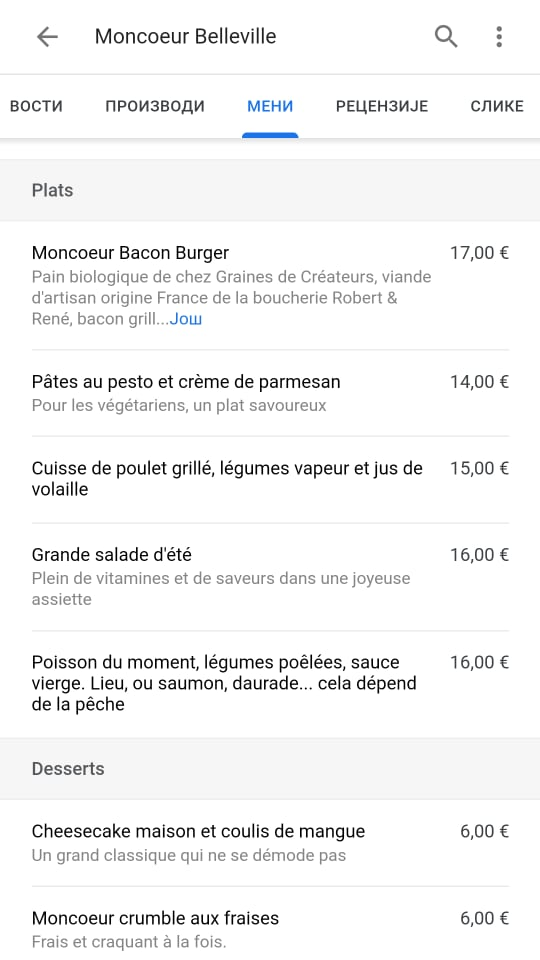 Moncoeur Belleville
ВОСТИ ПРОИЗВОДИ МЕНИ РЕЦЕНЗИЈЕ СЛИКЕ
Plats
Moncoeur Bacon Burger 17,00 €
Pain biologique de chez Graines de Créateurs, viande
d'artisan origine France de la boucherie Robert &
René, bacon grill...Још
Pâtes au pesto et crème de parmesan 14,00 €
Pour les végétariens, un plat savoureux
Cuisse de poulet grillé, légumes vapeur et jus de 15,00 €
volaille
Grande salade d'été 16,00 €
Plein de vitamines et de saveurs dans une joyeuse
assiette
Poisson du moment, légumes poêlées, sauce 16,00 €
vierge. Lieu, ou saumon, daurade... cela dépend
de la pêche
Desserts
Cheesecake maison et coulis de mangue 6,00 €
Un grand classique qui ne se démode pas
Moncoeur crumble aux fraises 6,00 €
Frais et craquant à la fois.